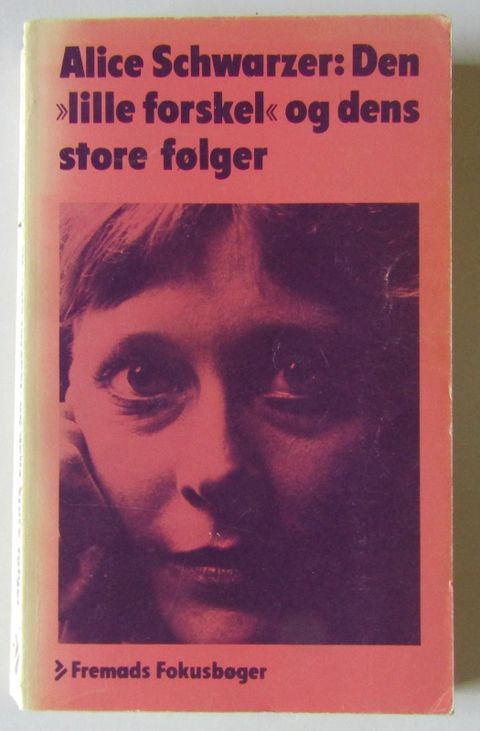 Alice Schwarzer: Den
»lille forskel« og dens
store følger
Fremads Fokusbøger